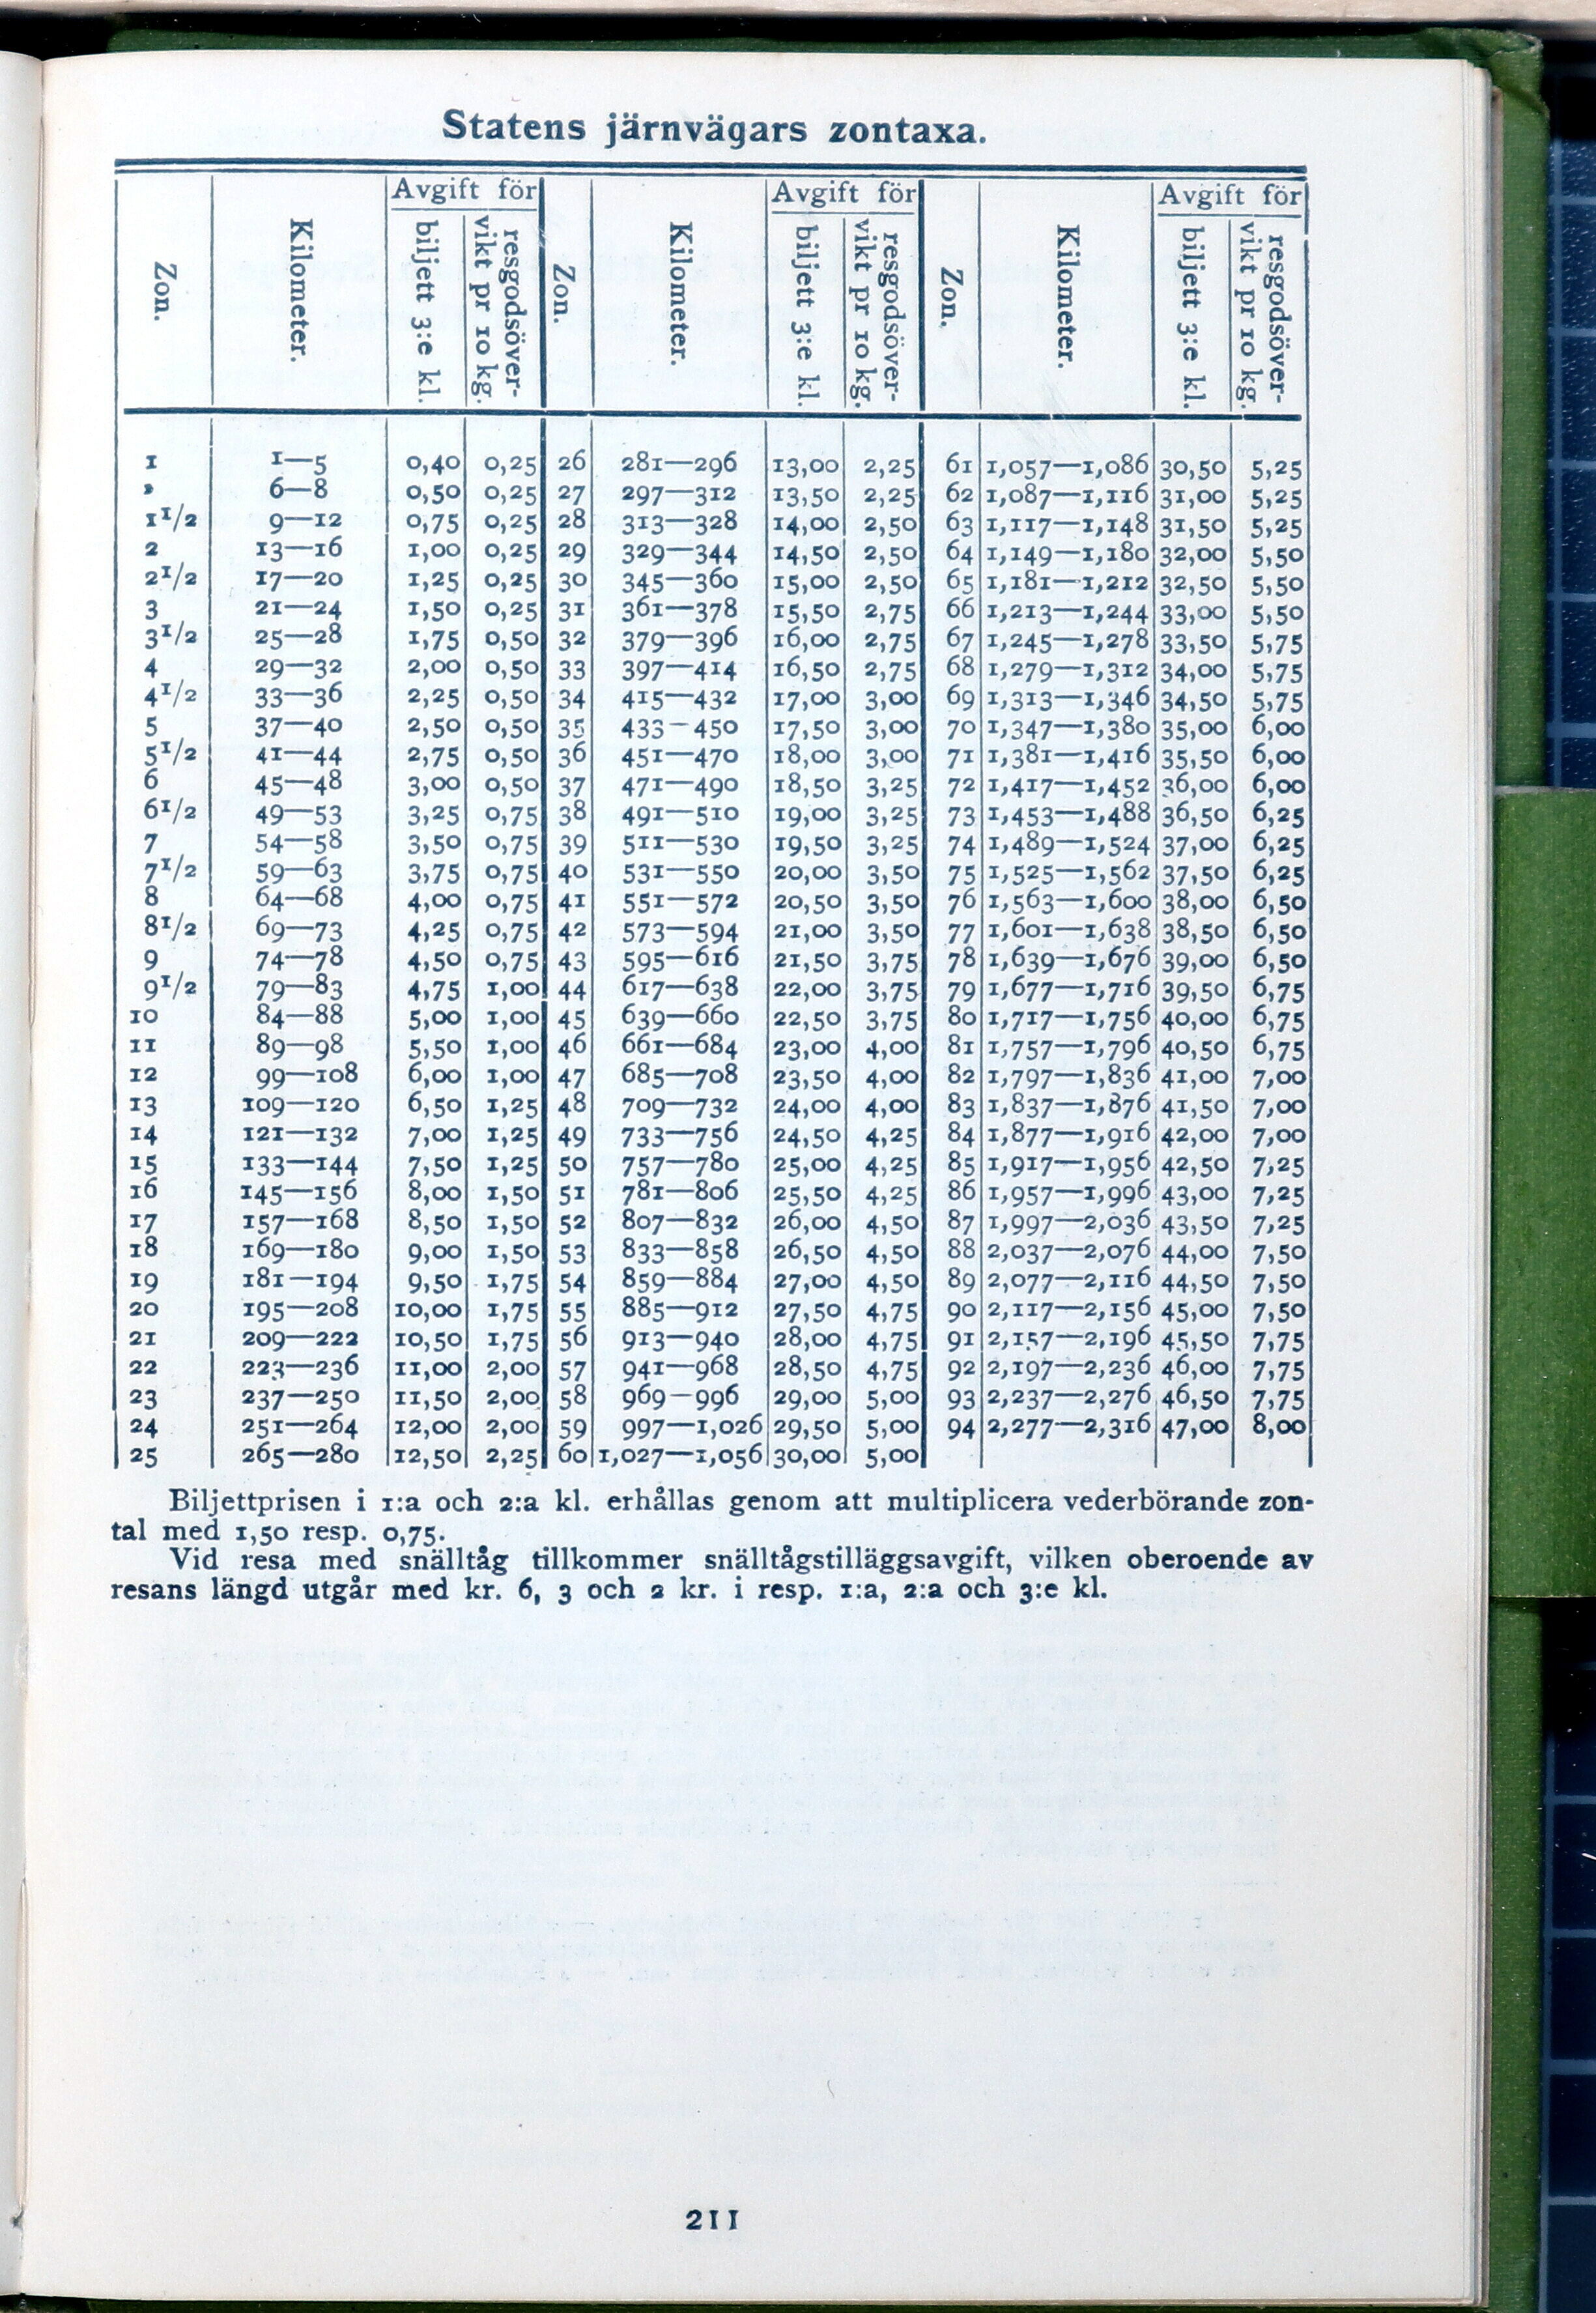 Statens järnvägars zontaxa.
Zon. Kilometer. Avgift för biljett 3:e kl. resgodsöver-vikt pr 10 kg. Zon. Kilometer. Avgift för biljett 3:e kl. resgodsöver-vikt pr 10 kg. Zon. Kilometer. Avgift för biljett 3:e kl. resgodsöver-vikt pr 10 kg.
1 1—5 0,40 0,25 26 281—296 13,00 2,25 61 1,057—1,086 30,50 5,25
» 6—8 0,50 0,25 27 297—312 13,50 2,25 62 1,087—1,116 31,00 5,25
1 1/2 9—12 0,75 0,25 28 313—328 14,00 2,50 63 1,117—1,148 31,50 5,25
2 13—16 1,00 0,25 29 329—344 14,50 2,50 64 1,149—1,180 32,00 5,50
2 1/2 17—20 1,25 0,25 30 345—360 15,00 2,50 65 1,181—1,212 32,50 5,50
3 21—24 1,50 0,25 31 361—378 15,50 2,75 66 1,213—1,244 33,00 5,50
3 1/2 25—28 1,75 0,50 32 379—396 16,00 2,75 67 1,245—1,278 33,50 5,75
4 29—32 2,00 0,50 33 397—414 16,50 2,75 68 1,279—1,312 34,00 5,75
4 1/2 33—36 2,25 0,50 34 415—432 17,00 3,00 69 1,313—1,346 34,50 5,75
5 37—40 2,50 0,50 35 433—450 17,50 3,00 70 1,347—1,380 35,00 6,00
5 1/2 41—44 2,75 0,50 36 451—470 18,00 3,00 71 1,381—1,416 35,50 6,00
6 45—48 3,00 0,50 37 471—490 18,50 3,25 72 1,417—1,452 36,00 6,00
6 1/2 49—53 3,25 0,75 38 491—510 19,00 3,25 73 1,453—1,488 36,50 6,25
7 54—58 3,50 0,75 39 511—530 19,50 3,25 74 1,489—1,524 37,00 6,25
7 1/2 59—63 3,75 0,75 40 531—550 20,00 3,50 75 1,525—1,562 37,50 6,25
8 64—68 4,00 0,75 41 551—572 20,50 3,50 76 1,563—1,600 38,00 6,50
8 1/2 69—73 4,25 0,75 42 573—594 21,00 3,50 77 1,601—1,638 38,50 6,50
9 74—78 4,50 0,75 43 595—616 21,50 3,75 78 1,639—1,676 39,00 6,50
9 1/2 79—83 4,75 1,00 44 617—638 22,00 3,75 79 1,677—1,716 39,50 6,75
10 84—88 5,00 1,00 45 639—660 22,50 3,75 80 1,717—1,756 40,00 6,75
11 89—98 5,50 1,00 46 661—684 23,00 4,00 81 1,757—1,796 40,50 6,75
12 99—108 6,00 1,00 47 685—708 23,50 4,00 82 1,797—1,836 41,00 7,00
13 109—120 6,50 1,25 48 709—732 24,00 4,00 83 1,837—1,876 41,50 7,00
14 121—132 7,00 1,25 49 733—756 24,50 4,25 84 1,877—1,916 42,00 7,00
15 133—144 7,50 1,25 50 757—780 25,00 4,25 85 1,917—1,956 42,50 7,25
16 145—156 8,00 1,50 51 781—806 25,50 4,25 86 1,957—1,996 43,00 7,25
17 157—168 8,50 1,50 52 807—832 26,00 4,50 87 1,997—2,036 43,50 7,25
18 169—180 9,00 1,50 53 833—858 26,50 4,50 88 2,037—2,076 44,00 7,50
19 181—194 9,50 1,75 54 859—884 27,00 4,50 89 2,077—2,116 44,50 7,50
20 195—208 10,00 1,75 55 885—912 27,50 4,75 90 2,117—2,156 45,00 7,50
21 209—222 10,50 1,75 56 913—940 28,00 4,75 91 2,157—2,196 45,50 7,75
22 223—236 11,00 2,00 57 941—968 28,50 4,75 92 2,197—2,236 46,00 7,75
23 237—250 11,50 2,00 58 969—996 29,00 5,00 93 2,237—2,276 46,50 7,75
24 251—264 12,00 2,00 59 997—1,026 29,50 5,00 94 2,277—2,316 47,00 8,00
25 265—280 12,50 2,25 60 1,027—1,056 30,00 5,00
Biljettprisen i 1:a och 2:a kl. erhållas genom att multiplicera vederbörande zon-
tal med 1,50 resp. 0,75.
Vid resa med snälltåg tillkommer snälltågstilläggsavgift, vilken oberoende av
resans längd utgår med kr. 6, 3 och 2 kr. i resp. 1:a, 2:a och 3:e kl.
211